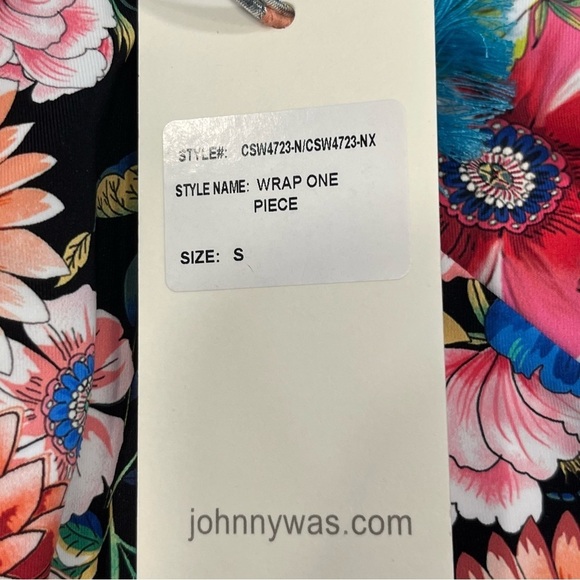 STYLE#: CSW4723-N/CSW4723-NX
STYLE NAME: WRAP ONE
PIECE
SIZE: S
johnnywas.com